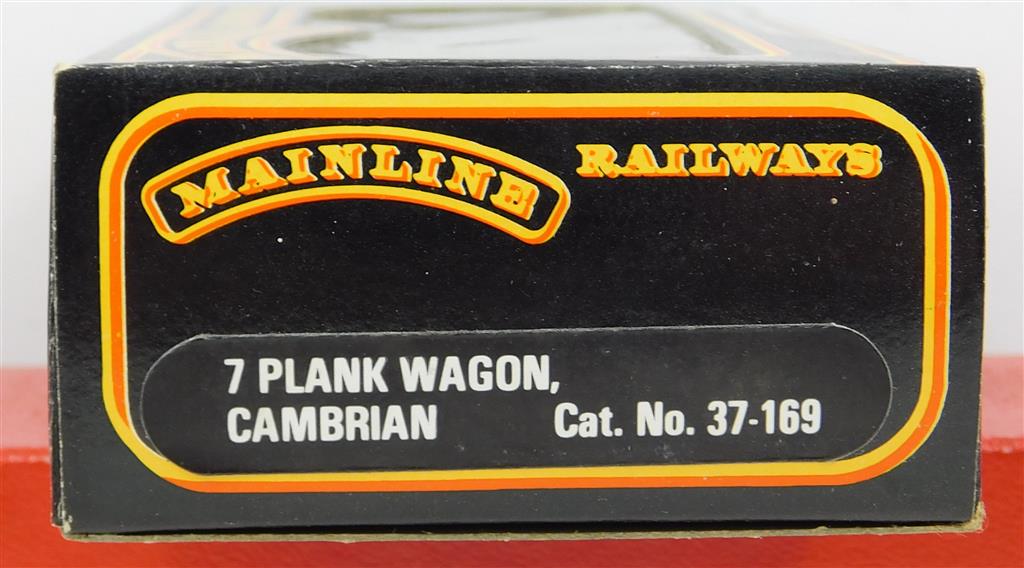 MAINLINE RAILWAYS
7 PLANK WAGON,
CAMBRIAN Cat. No. 37-169